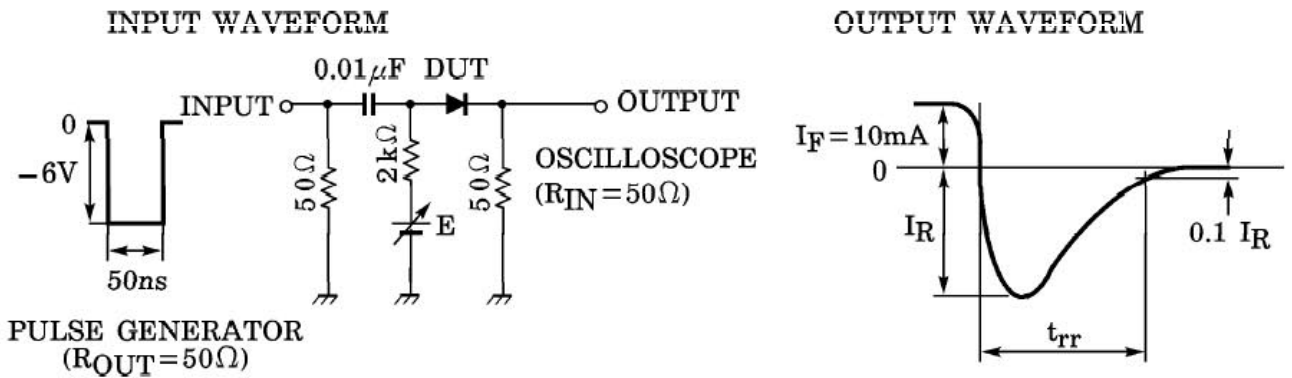 INPUT WAVEFORM
0
−6V
50ns
PULSE GENERATOR
(ROUT=50Ω)
INPUT
0.01μF DUT
50Ω
2kΩ
E
50Ω
OUTPUT
OSCILLOSCOPE
(RIN=50Ω)
OUTPUT WAVEFORM
IF=10mA
0
IR
0.1 IR
trr